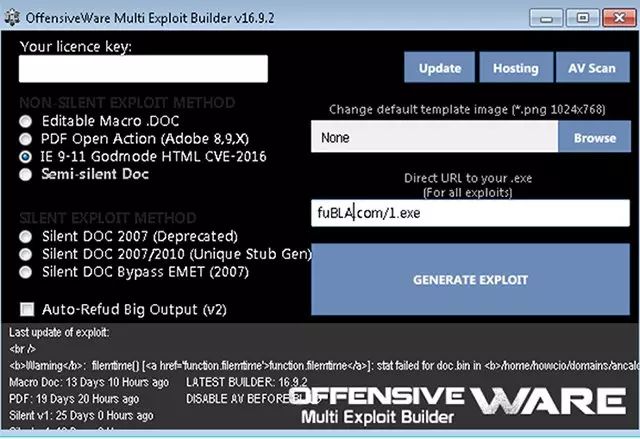 OffensiveWare Multi Exploit Builder v16.9.2
Your licence key:
Update
Hosting
AV Scan
NON-SILENT EXPLOIT METHOD
Editable Macro .DOC
PDF Open Action (Adobe 8,9,X)
IE 9-11 Godmode HTML CVE-2016
Semi-silent Doc
Change default template image (*.png 1024x768)
None
Browse
Direct URL to your .exe
(For all exploits)
fuBLA.com/1.exe
SILENT EXPLOIT METHOD
Silent DOC 2007 (Deprecated)
Silent DOC 2007/2010 (Unique Stub Gen)
Silent DOC Bypass EMET (2007)
GENERATE EXPLOIT
Auto-Refud Big Output (v2)
Last update of exploit:
<br />
<b>Warning</b>: filemtime() [<a href='function.filemtime'>function.filemtime</a>]: stat failed for doc.bin in <b>/home/howcio/domains/ancalo
Macro Doc: 13 Days 10 Hours ago LATEST BUILDER: 16.9.2
PDF: 19 Days 20 Hours ago DISABLE AV BEFORE
Silent v1: 25 Days 0 Hours ago
OFFENSIVE WARE
Multi Exploit Builder